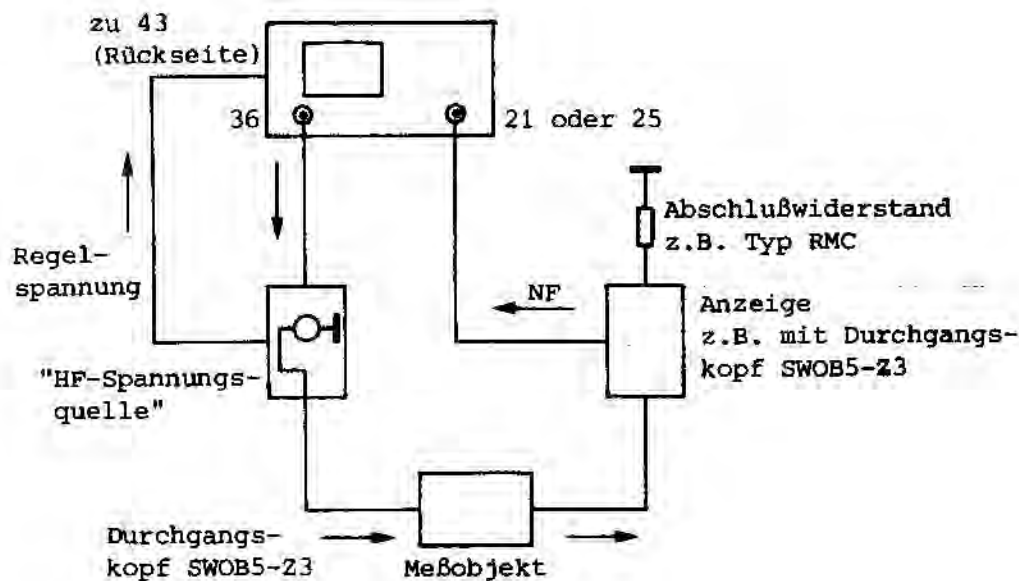 zu 43
(Rückseite)
36
21 oder 25
Abschlußwiderstand
z.B. Typ RMC
Regel-
spannung
NF
Anzeige
z.B. mit Durchgangs-
kopf SWOB5-Z3
"HF-Spannungs-
quelle"
Durchgangs-
kopf SWOB5-Z3
Meßobjekt